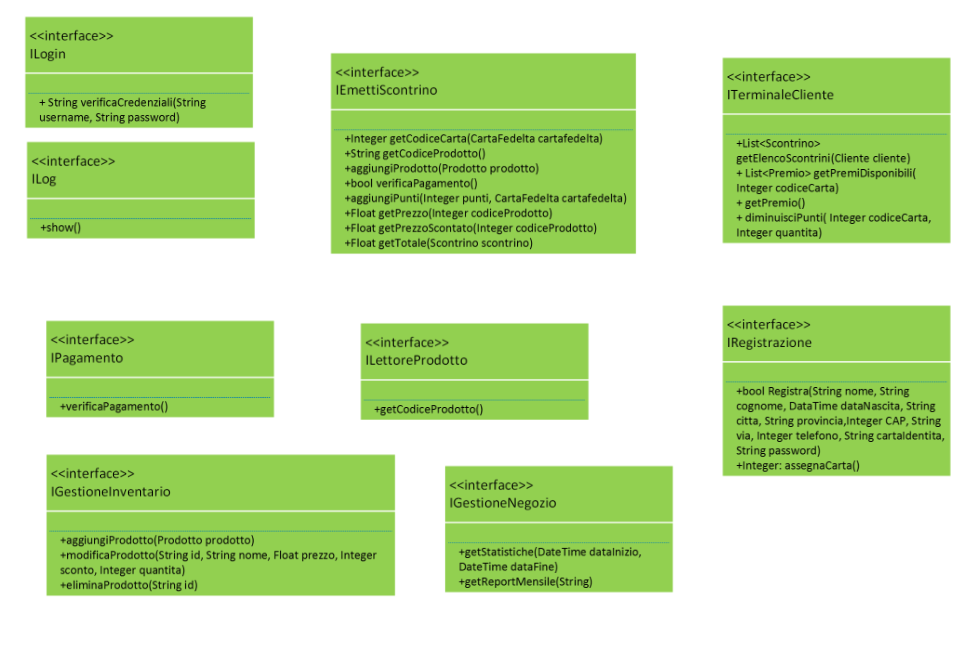 <<interface>>
ILogin
+ String verificaCredenziali(String
username, String password)
<<interface>>
ILog
+show()
<<interface>>
IEmettiScontrino
+Integer getCodiceCarta(CartaFedelta cartafedelta)
+String getCodiceProdotto()
+aggiungiProdotto(Prodotto prodotto)
+bool verificaPagamento()
+aggiungiPunti(Integer punti, CartaFedelta cartafedelta)
+Float getPrezzo(Integer codiceProdotto)
+Float getPrezzoScontato(Integer codiceProdotto)
+Float getTotale(Scontrino scontrino)
<<interface>>
ITerminaleCliente
+List<Scontrino>
getElencoScontrini(Cliente cliente)
+ List<Premio> getPremiDisponibili(
Integer codiceCarta)
+ getPremio()
+ diminuisciPunti( Integer codiceCarta,
Integer quantita)
<<interface>>
IPagamento
+verificaPagamento()
<<interface>>
ILettoreProdotto
+getCodiceProdotto()
<<interface>>
IRegistrazione
+bool Registra(String nome, String
cognome, DataTime dataNascita, String
citta, String provincia,Integer CAP, String
via, Integer telefono, String cartaIdentita,
String password)
+Integer: assegnaCarta()
<<interface>>
IGestioneInventario
+aggiungiProdotto(Prodotto prodotto)
+modificaProdotto(String id, String nome, Float prezzo, Integer
sconto, Integer quantita)
+eliminaProdotto(String id)
<<interface>>
IGestioneNegozio
+getStatistiche(DateTime dataInizio,
DateTime dataFine)
+getReportMensile(String)